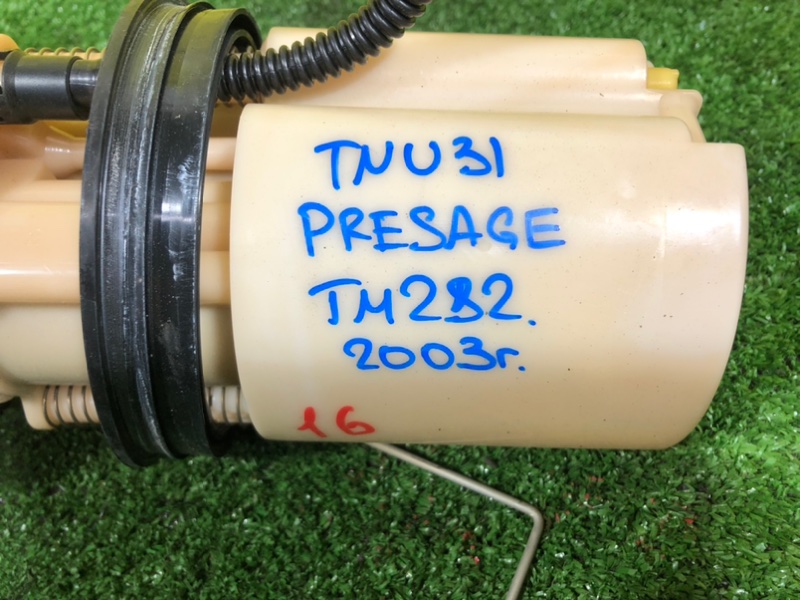 TNU31
PRESAGE
TM282.
2003г.
16